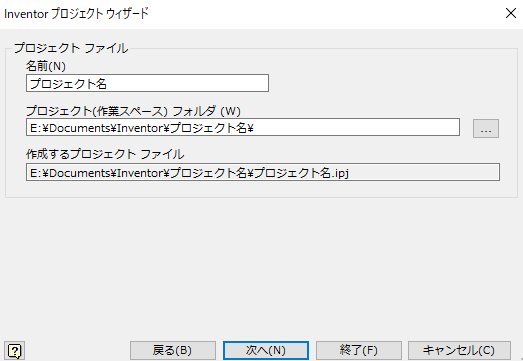 Inventor プロジェクト ウィザード
プロジェクト ファイル
名前(N)
プロジェクト名
プロジェクト(作業スペース) フォルダ (W)
E:¥Documents¥Inventor¥プロジェクト名¥
...
作成するプロジェクト ファイル
E:¥Documents¥Inventor¥プロジェクト名¥プロジェクト名.ipj
?
戻る(B)
次へ(N)
終了(F)
キャンセル(C)